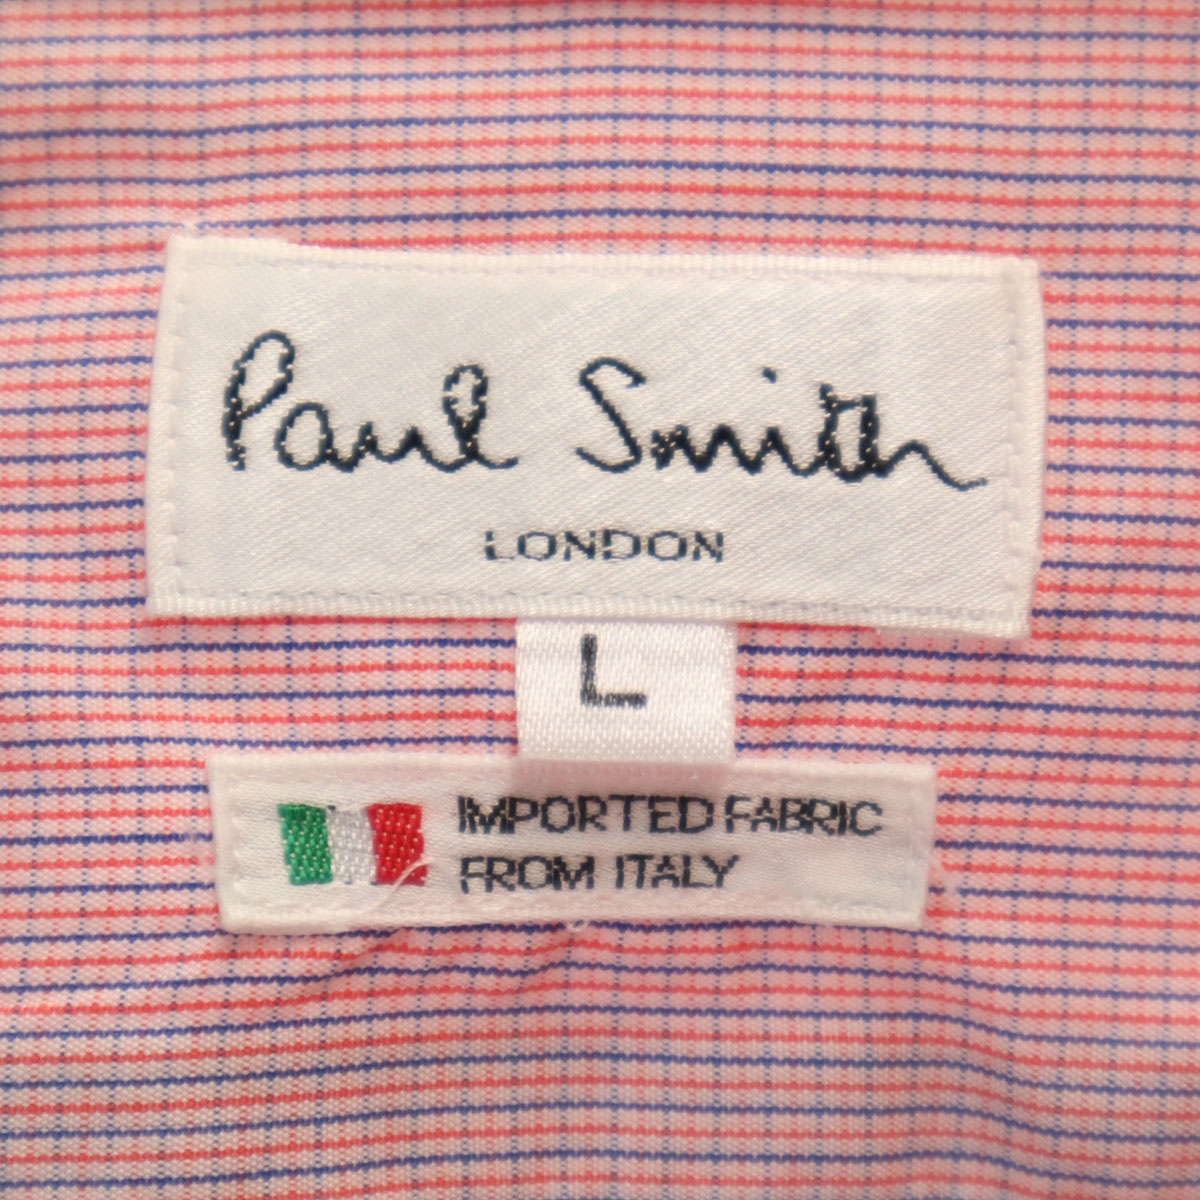 Paul Smith
LONDON
L
IMPORTED FABRIC
FROM ITALY